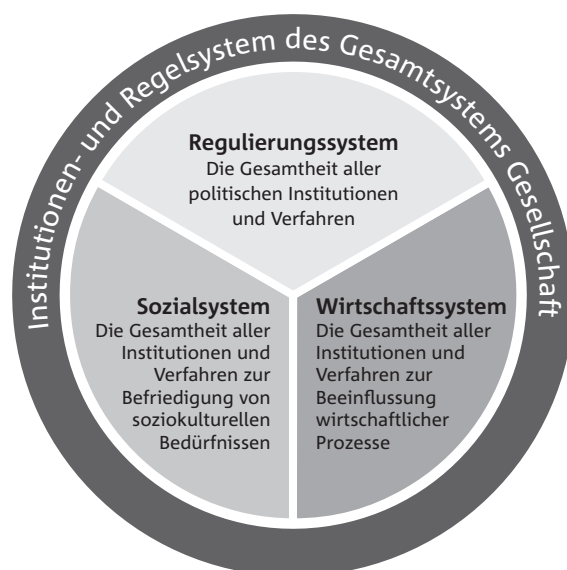 Institutionen- und Regelsystem des Gesamtsystems Gesellschaft
Regulierungssystem
Die Gesamtheit aller
politischen Institutionen
und Verfahren
Sozialsystem
Die Gesamtheit aller
Institutionen und
Verfahren zur
Befriedigung von
soziokulturellen
Bedürfnissen
Wirtschaftssystem
Die Gesamtheit aller
Institutionen und
Verfahren zur
Beeinflussung
wirtschaftlicher
Prozesse